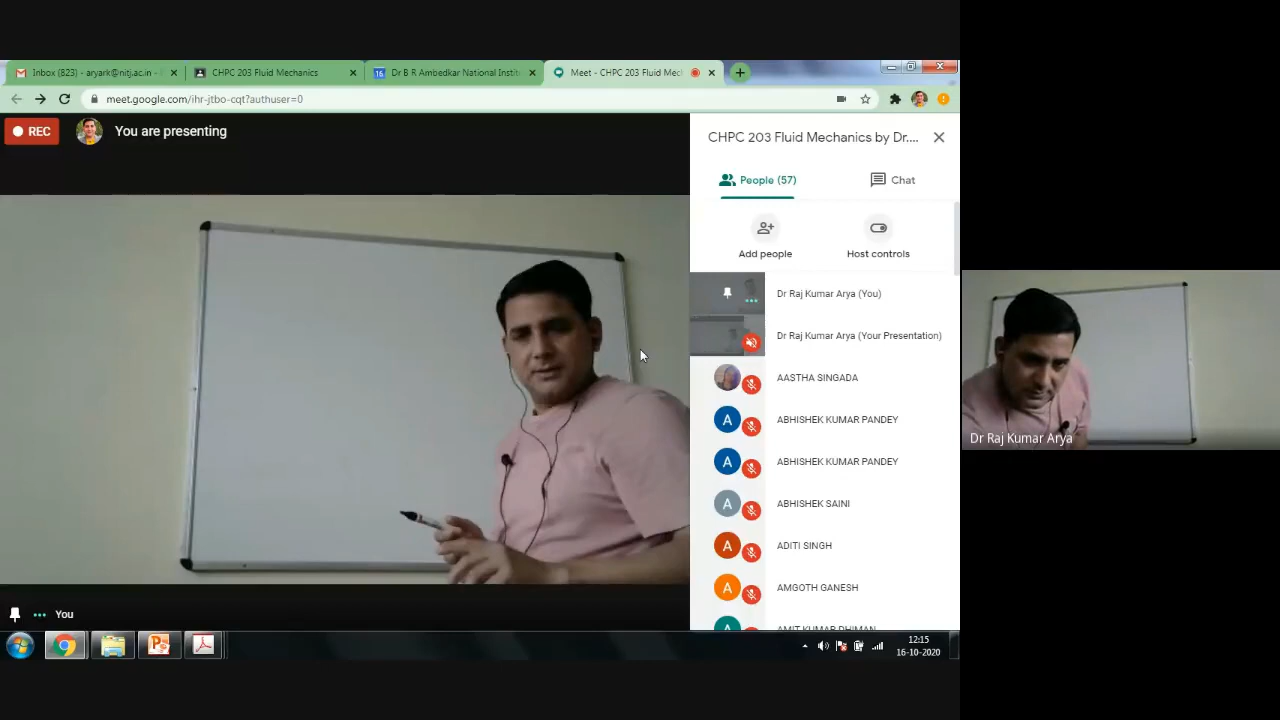 Inbox (823) - aryark@nitj.ac.in -
CHPC 203 Fluid Mechanics
Dr B R Ambedkar National Instit
Meet - CHPC 203 Fluid Mec
meet.google.com/ihr-jtbo-cqt?authuser=0
REC
You are presenting
CHPC 203 Fluid Mechanics by Dr....
People (57)
Chat
Add people
Host controls
Dr Raj Kumar Arya (You)
Dr Raj Kumar Arya (Your Presentation)
AASTHA SINGADA
A ABHISHEK KUMAR PANDEY
A ABHISHEK KUMAR PANDEY
A ABHISHEK SAINI
A ADITI SINGH
A AMGOTH GANESH
A AMIT KUMAR DHIMAN
You
12:15
16-10-2020
Dr Raj Kumar Arya